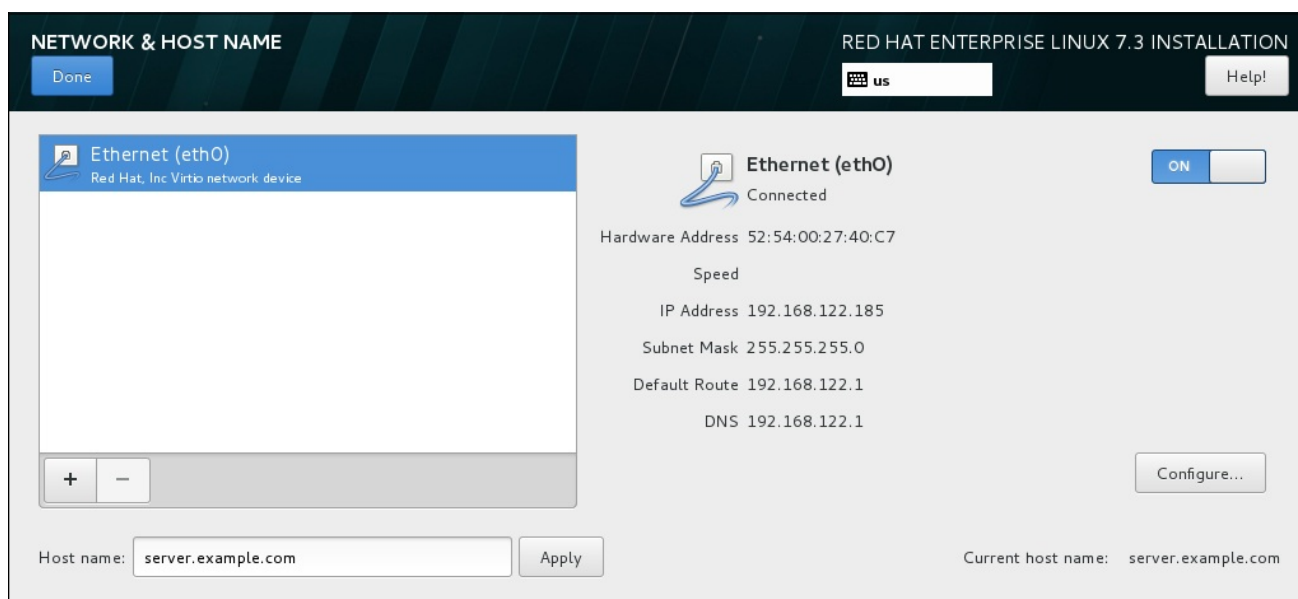 NETWORK & HOST NAME
RED HAT ENTERPRISE LINUX 7.3 INSTALLATION
Done
us
Help!
Ethernet (eth0)
Red Hat, Inc Virtio network device
Ethernet (eth0)
Connected
ON
Hardware Address 52:54:00:27:40:C7
Speed
IP Address 192.168.122.185
Subnet Mask 255.255.255.0
Default Route 192.168.122.1
DNS 192.168.122.1
+ −
Configure...
Host name: server.example.com Apply
Current host name: server.example.com